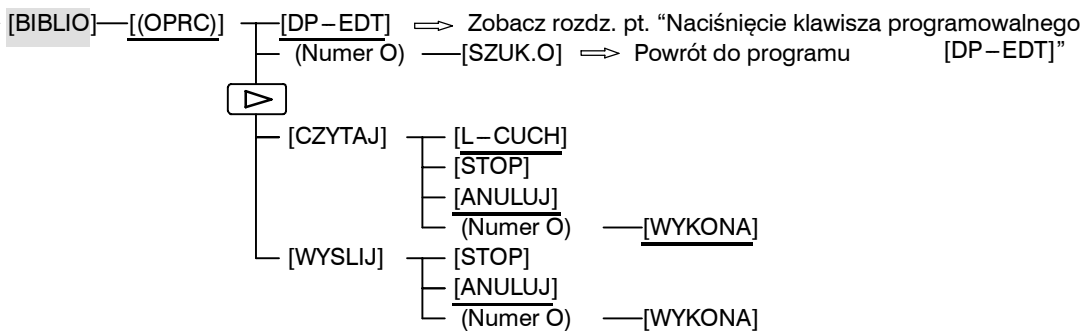 [BIBLIO] [(OPRC)] [DP–EDT] Zobacz rozdz. pt. “Naciśnięcie klawisza programowalnego
(Numer O) [SZUK.O] Powrót do programu [DP–EDT]”
[CZYTAJ] [L–CUCH]
[STOP]
[ANULUJ]
(Numer O) [WYKONA]
[WYSLIJ] [STOP]
[ANULUJ]
(Numer O) [WYKONA]